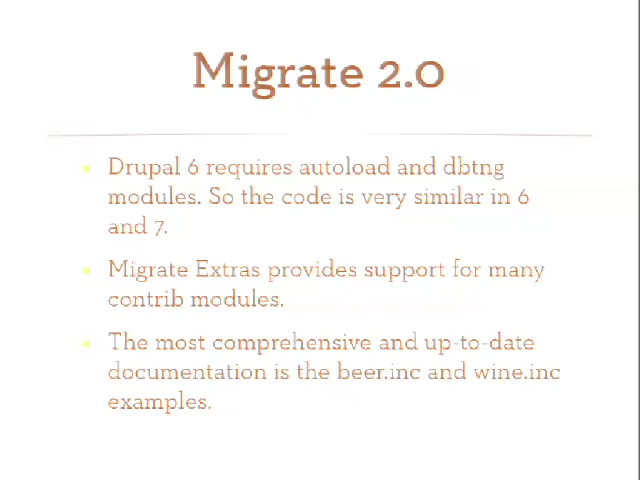 Migrate 2.0
Drupal 6 requires autoload and dbtng
modules. So the code is very similar in 6
and 7.
Migrate Extras provides support for many
contrib modules.
The most comprehensive and up-to-date
documentation is the beer.inc and wine.inc
examples.